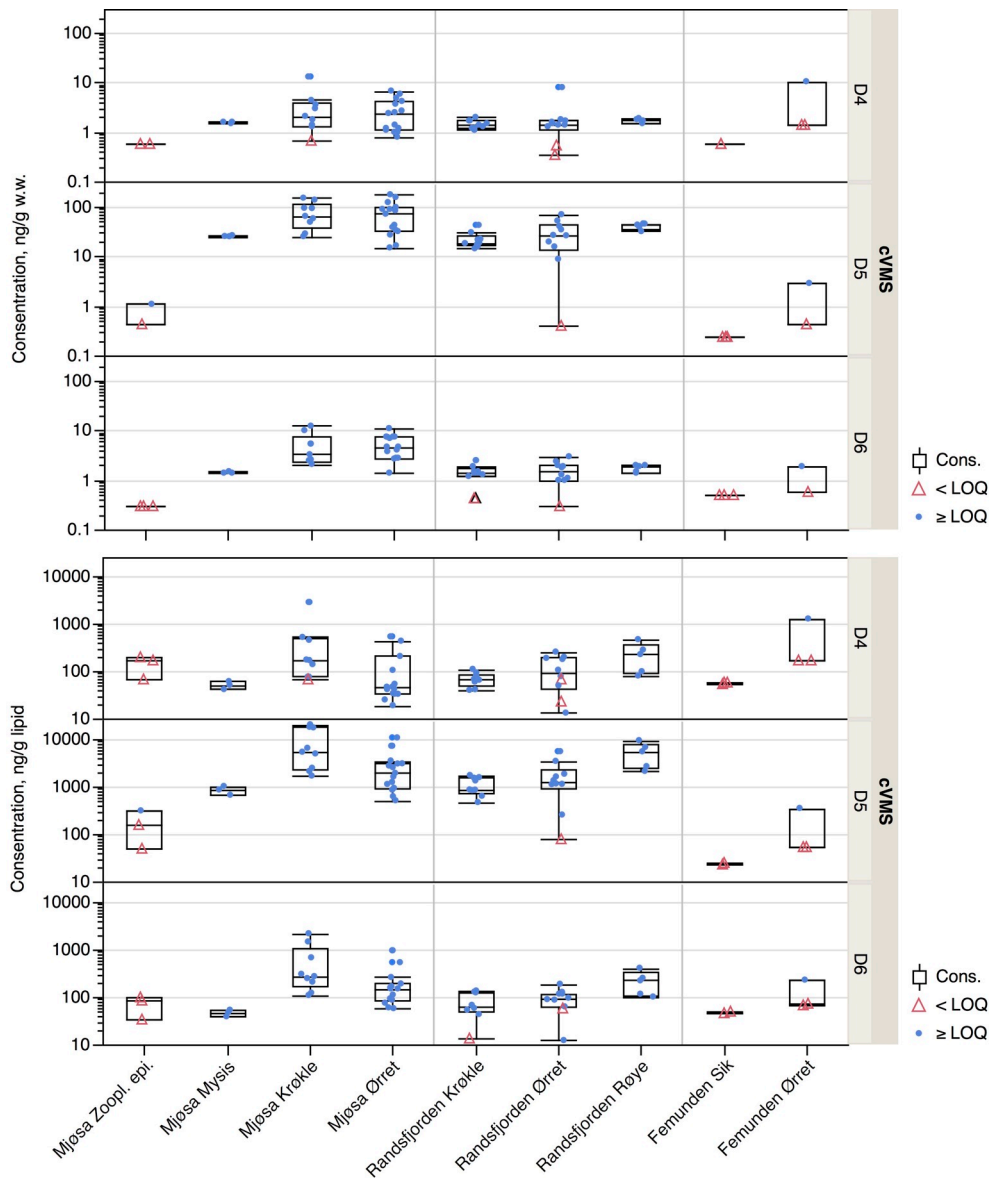 100
10
1
0.1
D4
100
10
1
0.1
D5
100
10
1
0.1
D6
Concentration, ng/g w.w.
cVMS
Cons.
< LOQ
≥ LOQ
10000
1000
100
10
D4
10000
1000
100
10
D5
10000
1000
100
10
D6
Concentration, ng/g lipid
cVMS
Cons.
< LOQ
≥ LOQ
Mjøsa Zoopl. epi.
Mjøsa Mysis
Mjøsa Krøkle
Mjøsa Ørret
Randsfjorden Krøkle
Randsfjorden Ørret
Randsfjorden Røye
Femunden Sik
Femunden Ørret